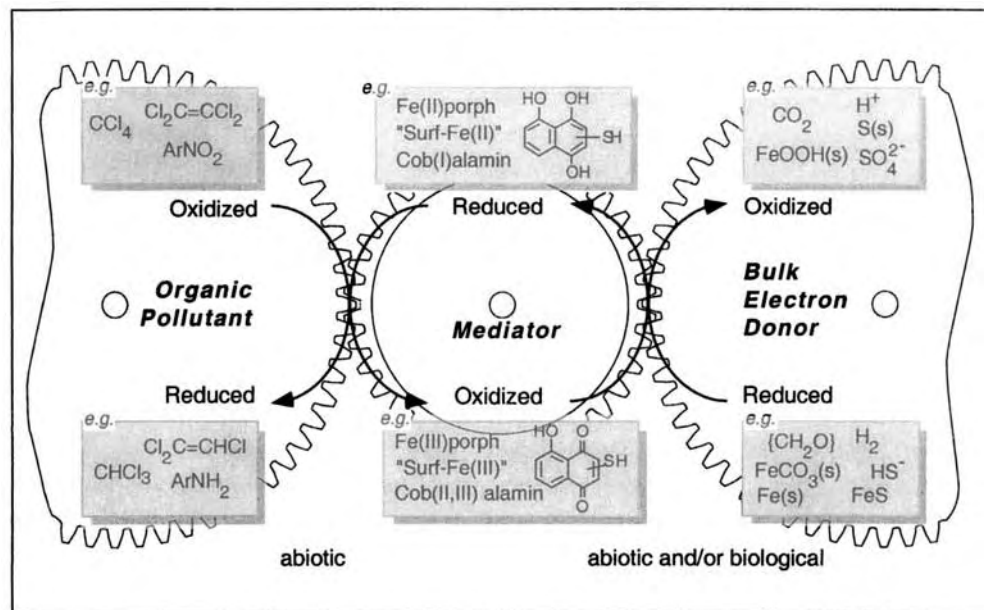 e.g.
CCl4
Cl2C=CCl2
ArNO2
Oxidized
Organic
Pollutant
Reduced
e.g.
Cl2C=CHCl
CHCl3
ArNH2
abiotic
e.g.
Fe(II)porph
"Surf-Fe(II)"
Cob(I)alamin
HO OH
SH
OH
Reduced
Mediator
Oxidized
e.g.
Fe(III)porph
"Surf-Fe(III)"
Cob(II,III) alamin
HO O
SH
O
e.g.
CO2 H+
S(s)
FeOOH(s) SO4 2-
Oxidized
Bulk
Electron
Donor
Reduced
e.g.
{CH2O} H2
FeCO3(s) HS-
Fe(s) FeS
abiotic and/or biological